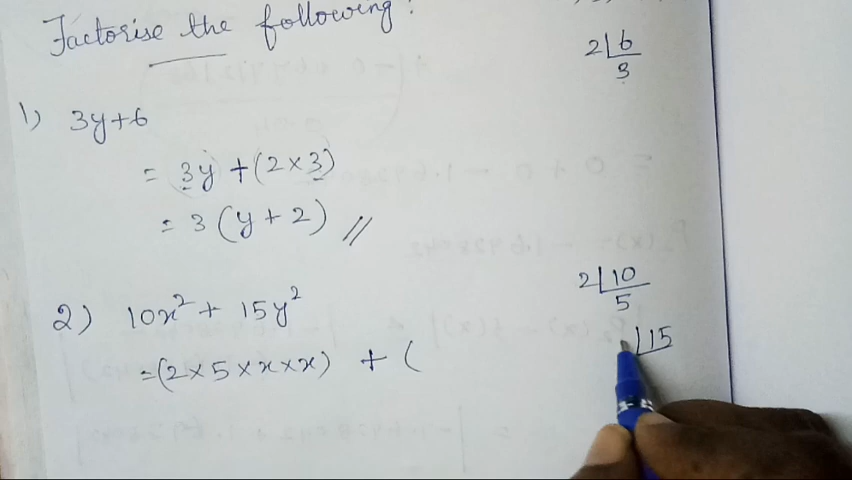 Factorise the following:
2 6
3
1) 3y+6
= 3y + (2×3)
= 3 (y + 2) //
2) 10x² + 15y²
2 10
5
15
=(2×5×x×x) + (